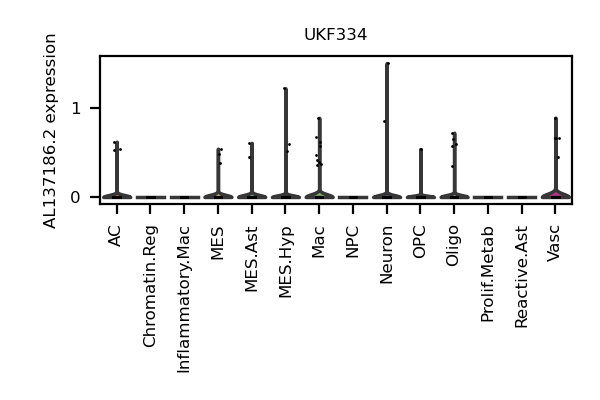 UKF334
AL137186.2 expression
1
0
AC
Chromatin.Reg
Inflammatory.Mac
MES
MES.Ast
MES.Hyp
Mac
NPC
Neuron
OPC
Oligo
Prolif.Metab
Reactive.Ast
Vasc